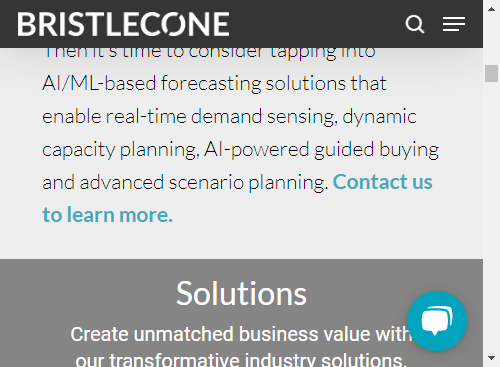 BRISTLECONE
Then it's time to consider tapping into
AI/ML-based forecasting solutions that
enable real-time demand sensing, dynamic
capacity planning, AI-powered guided buying
and advanced scenario planning. Contact us
to learn more.
Solutions
Create unmatched business value with
our transformative industry solutions.